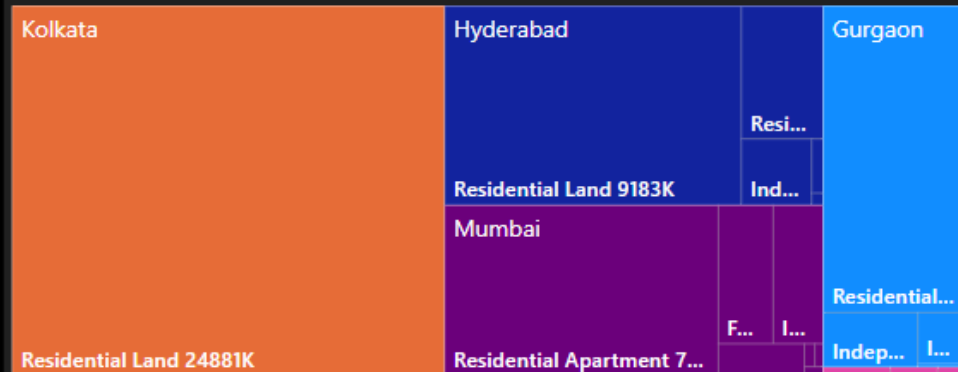 Kolkata
Residential Land 24881K
Hyderabad
Residential Land 9183K
Resi...
Ind...
Mumbai
Residential Apartment 7...
F...
I...
Gurgaon
Residential...
Indep...
I...